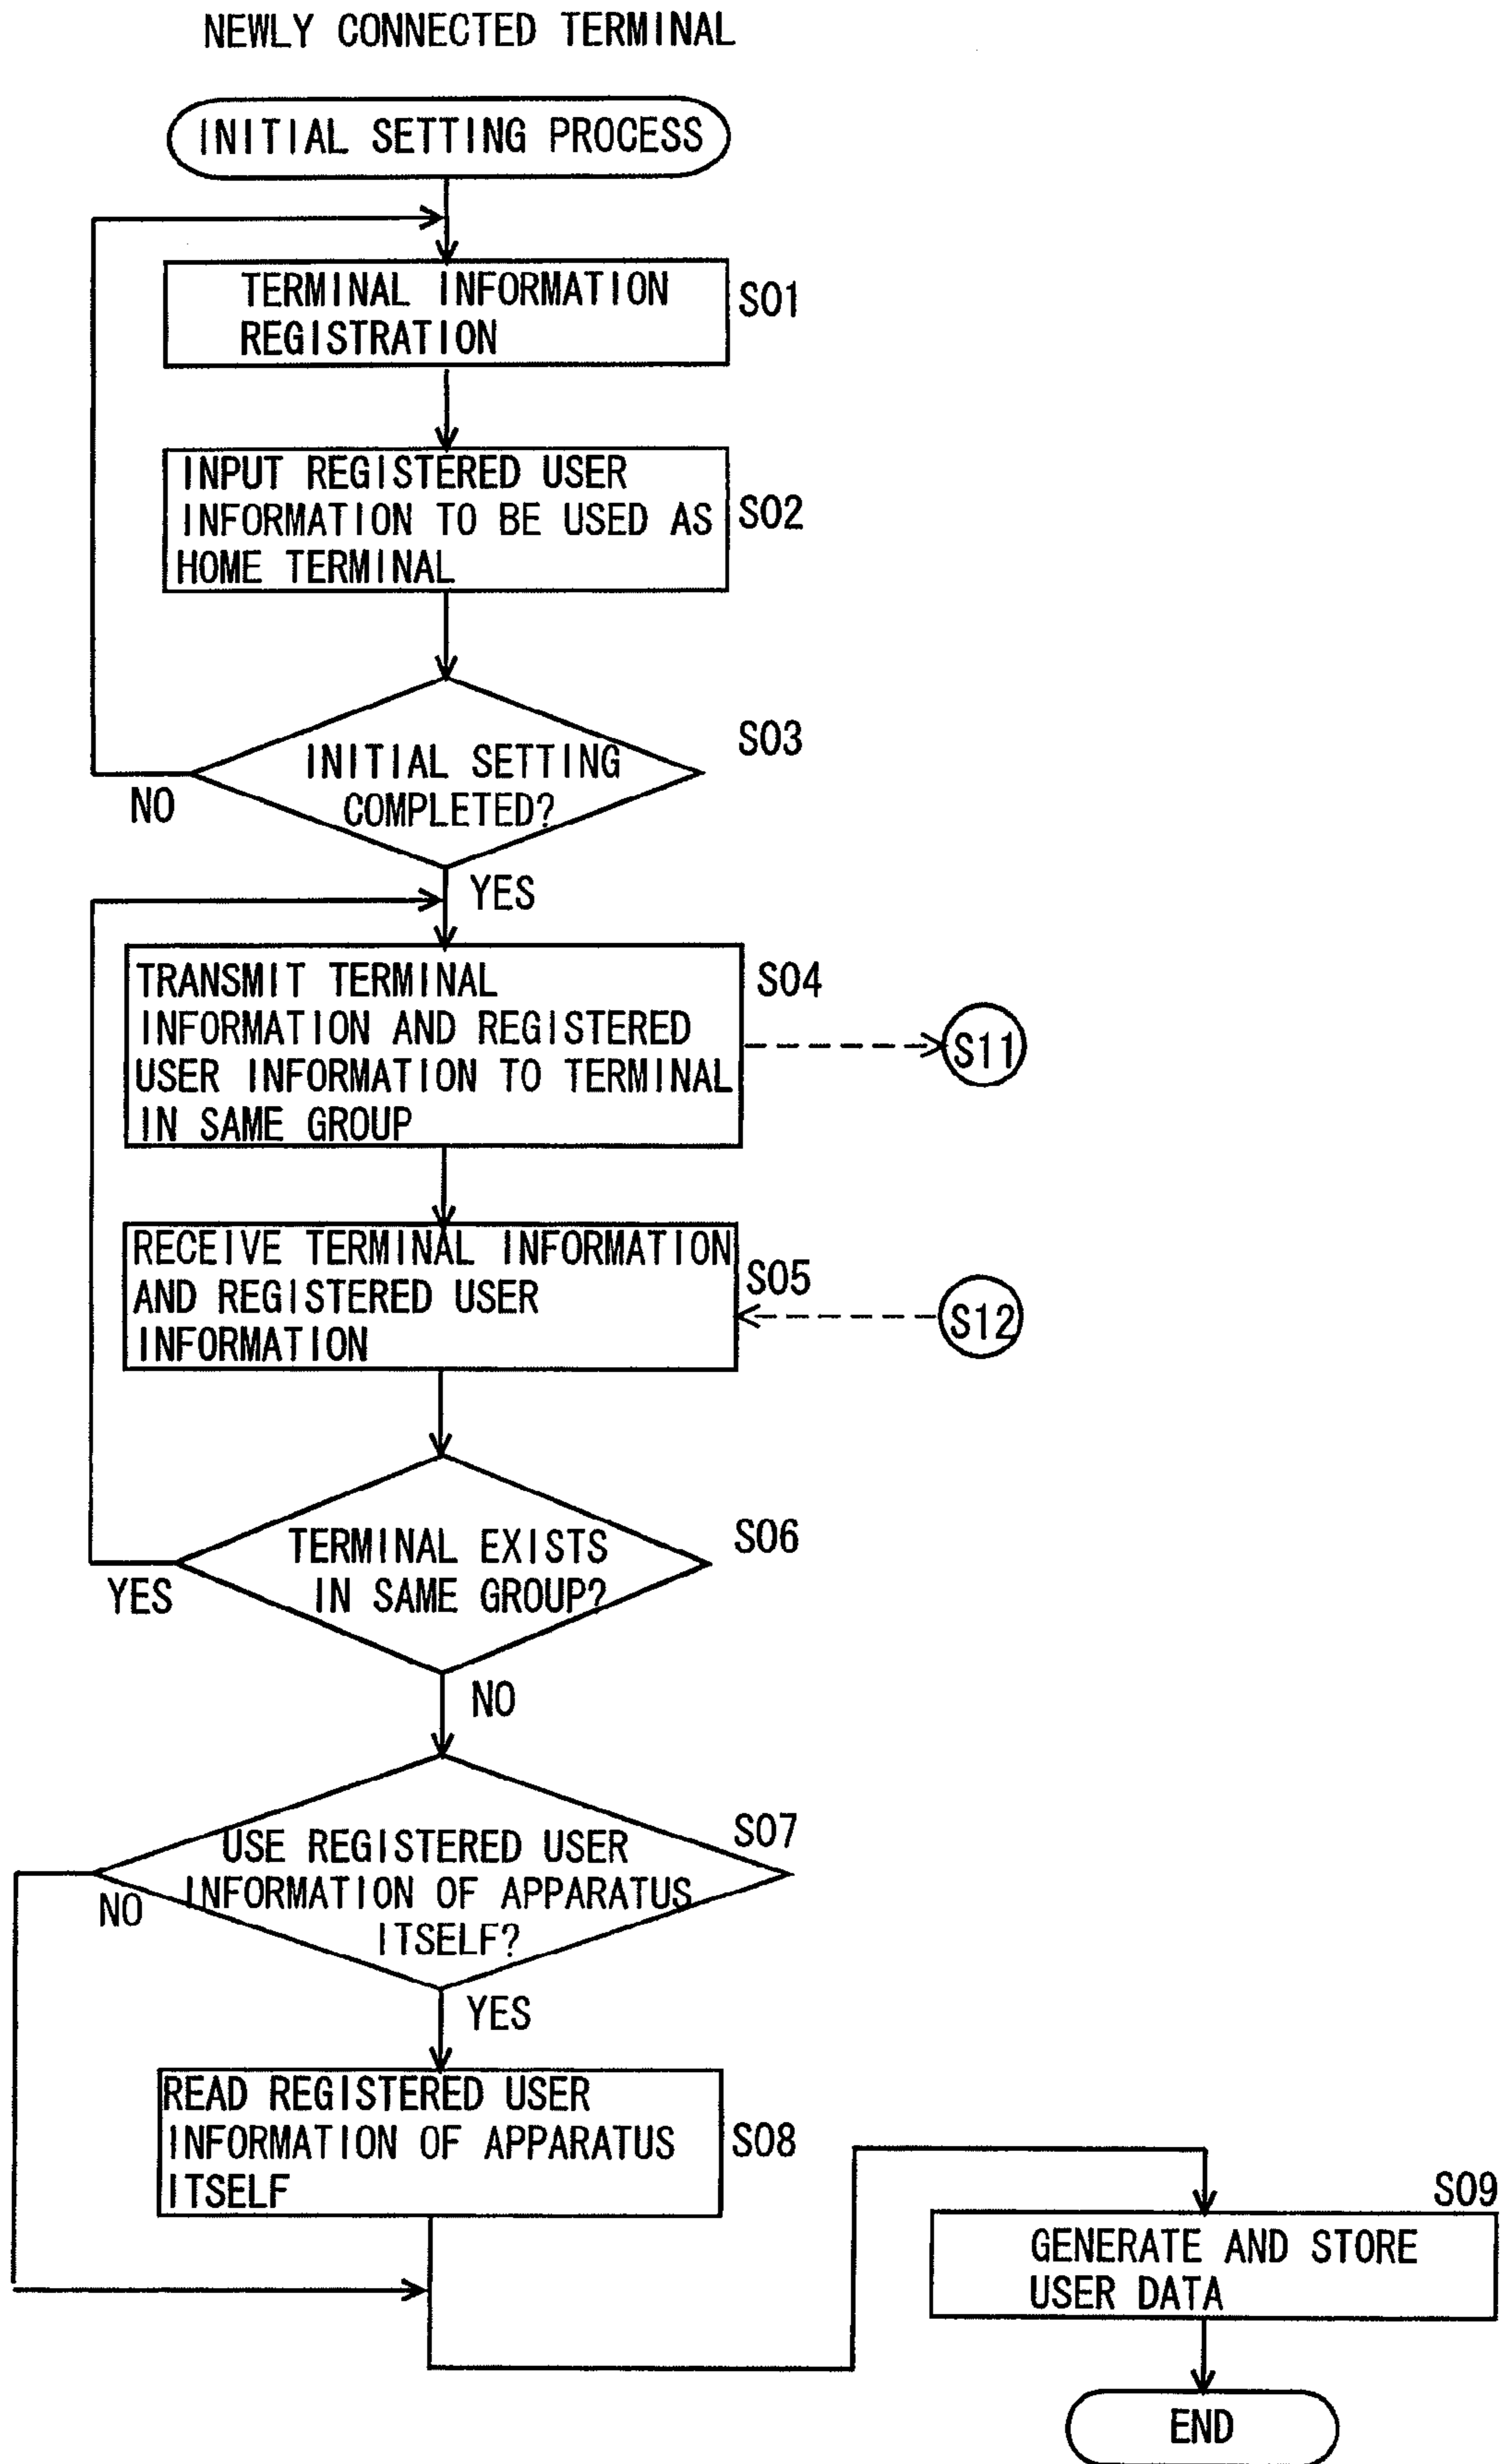 NEWLY CONNECTED TERMINAL
INITIAL SETTING PROCESS
TERMINAL INFORMATION
REGISTRATION
S01
INPUT REGISTERED USER
INFORMATION TO BE USED AS
HOME TERMINAL
S02
INITIAL SETTING
COMPLETED?
S03
NO
YES
TRANSMIT TERMINAL
INFORMATION AND REGISTERED
USER INFORMATION TO TERMINAL
IN SAME GROUP
S04
S11
RECEIVE TERMINAL INFORMATION
AND REGISTERED USER
INFORMATION
S05
S12
TERMINAL EXISTS
IN SAME GROUP?
S06
YES
NO
USE REGISTERED USER
INFORMATION OF APPARATUS
ITSELF?
S07
NO
YES
READ REGISTERED USER
INFORMATION OF APPARATUS
ITSELF
S08
S09
GENERATE AND STORE
USER DATA
END